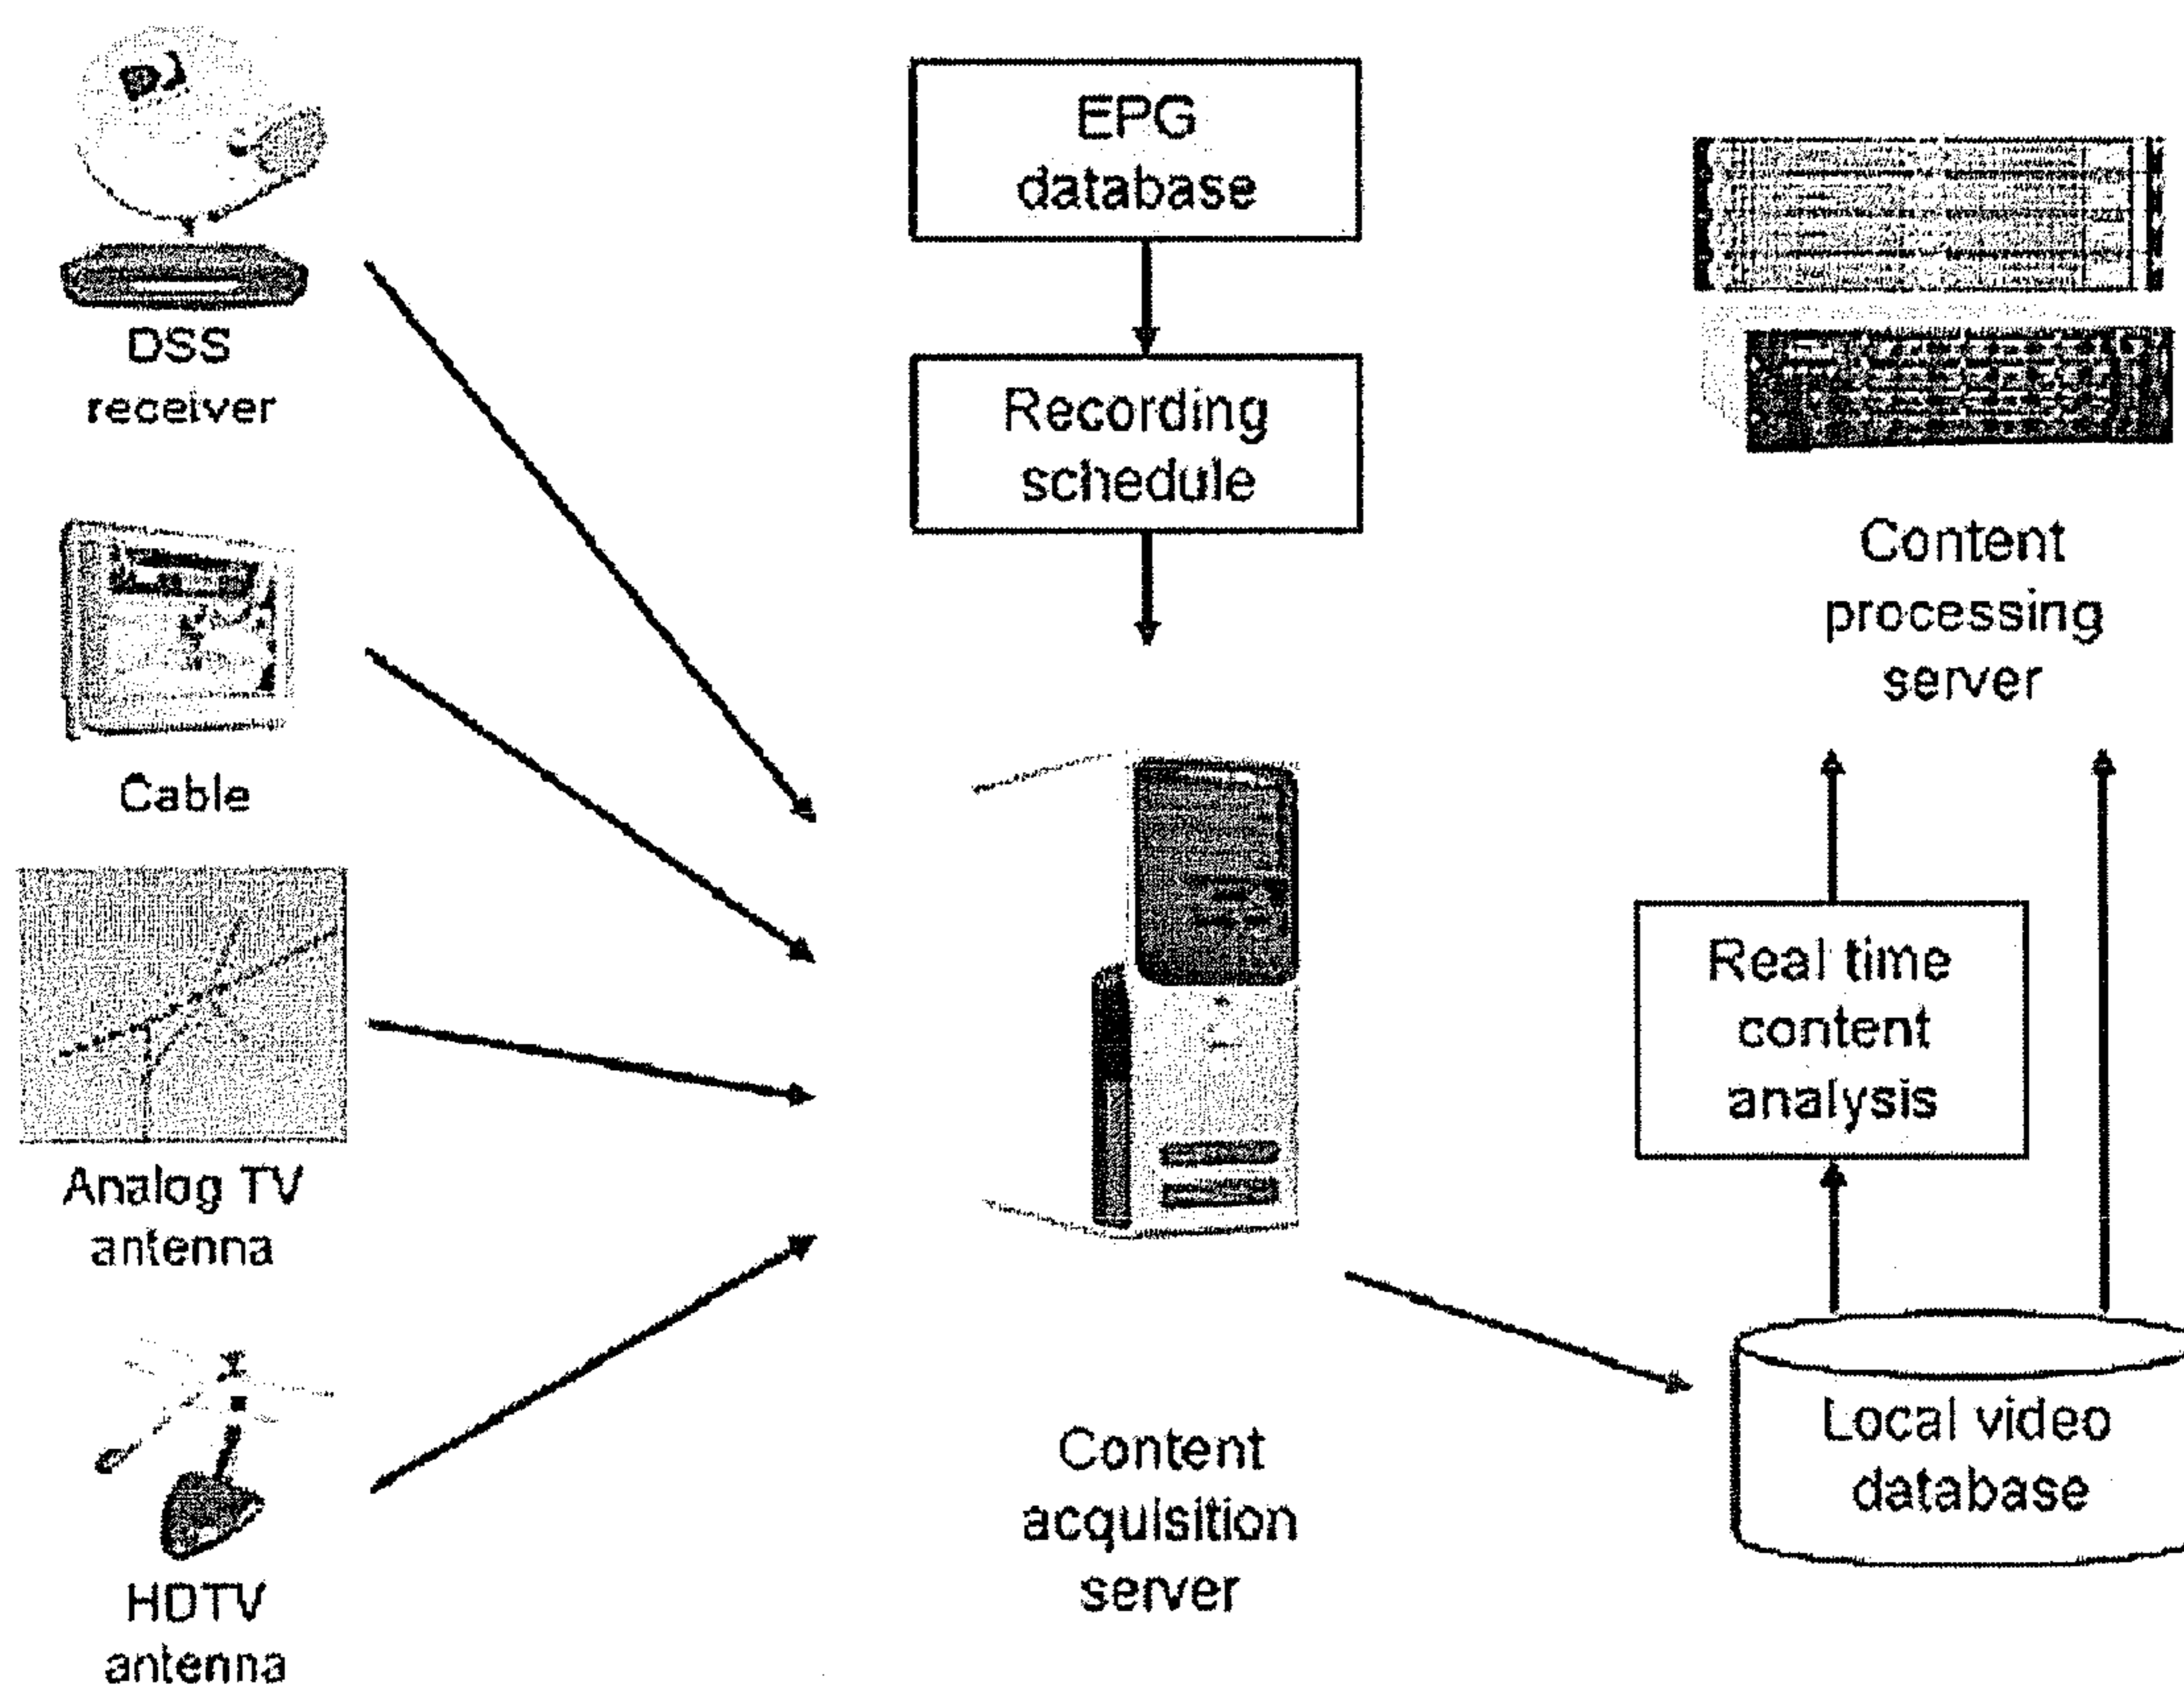 DSS
receiver
Cable
Analog TV
antenna
HDTV
antenna
EPG
database
Recording
schedule
Content
acquisition
server
Content
processing
server
Real time
content
analysis
Local video
database